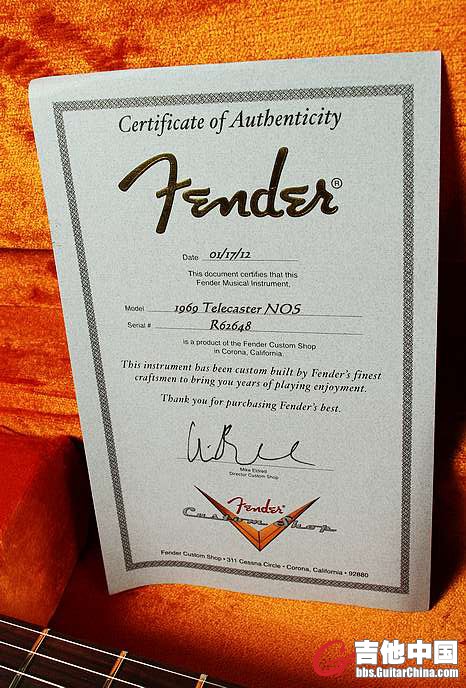 Certificate of Authenticity
Fender®
Date 01/17/12
This document certifies that this
Fender Musical Instrument,
Model 1969 Telecaster NOS
Serial # R61648
is a product of the Fender Custom Shop
in Corona, California.
This instrument has been custom built by Fender's finest
craftsmen to bring you years of playing enjoyment.
Thank you for purchasing Fender's best.
Mike Eldred
Director Custom Shop
Fender
Custom Shop
Fender Custom Shop • 311 Cessna Circle • Corona, California • 92880
吉他中国
bbs.GuitarChina.com